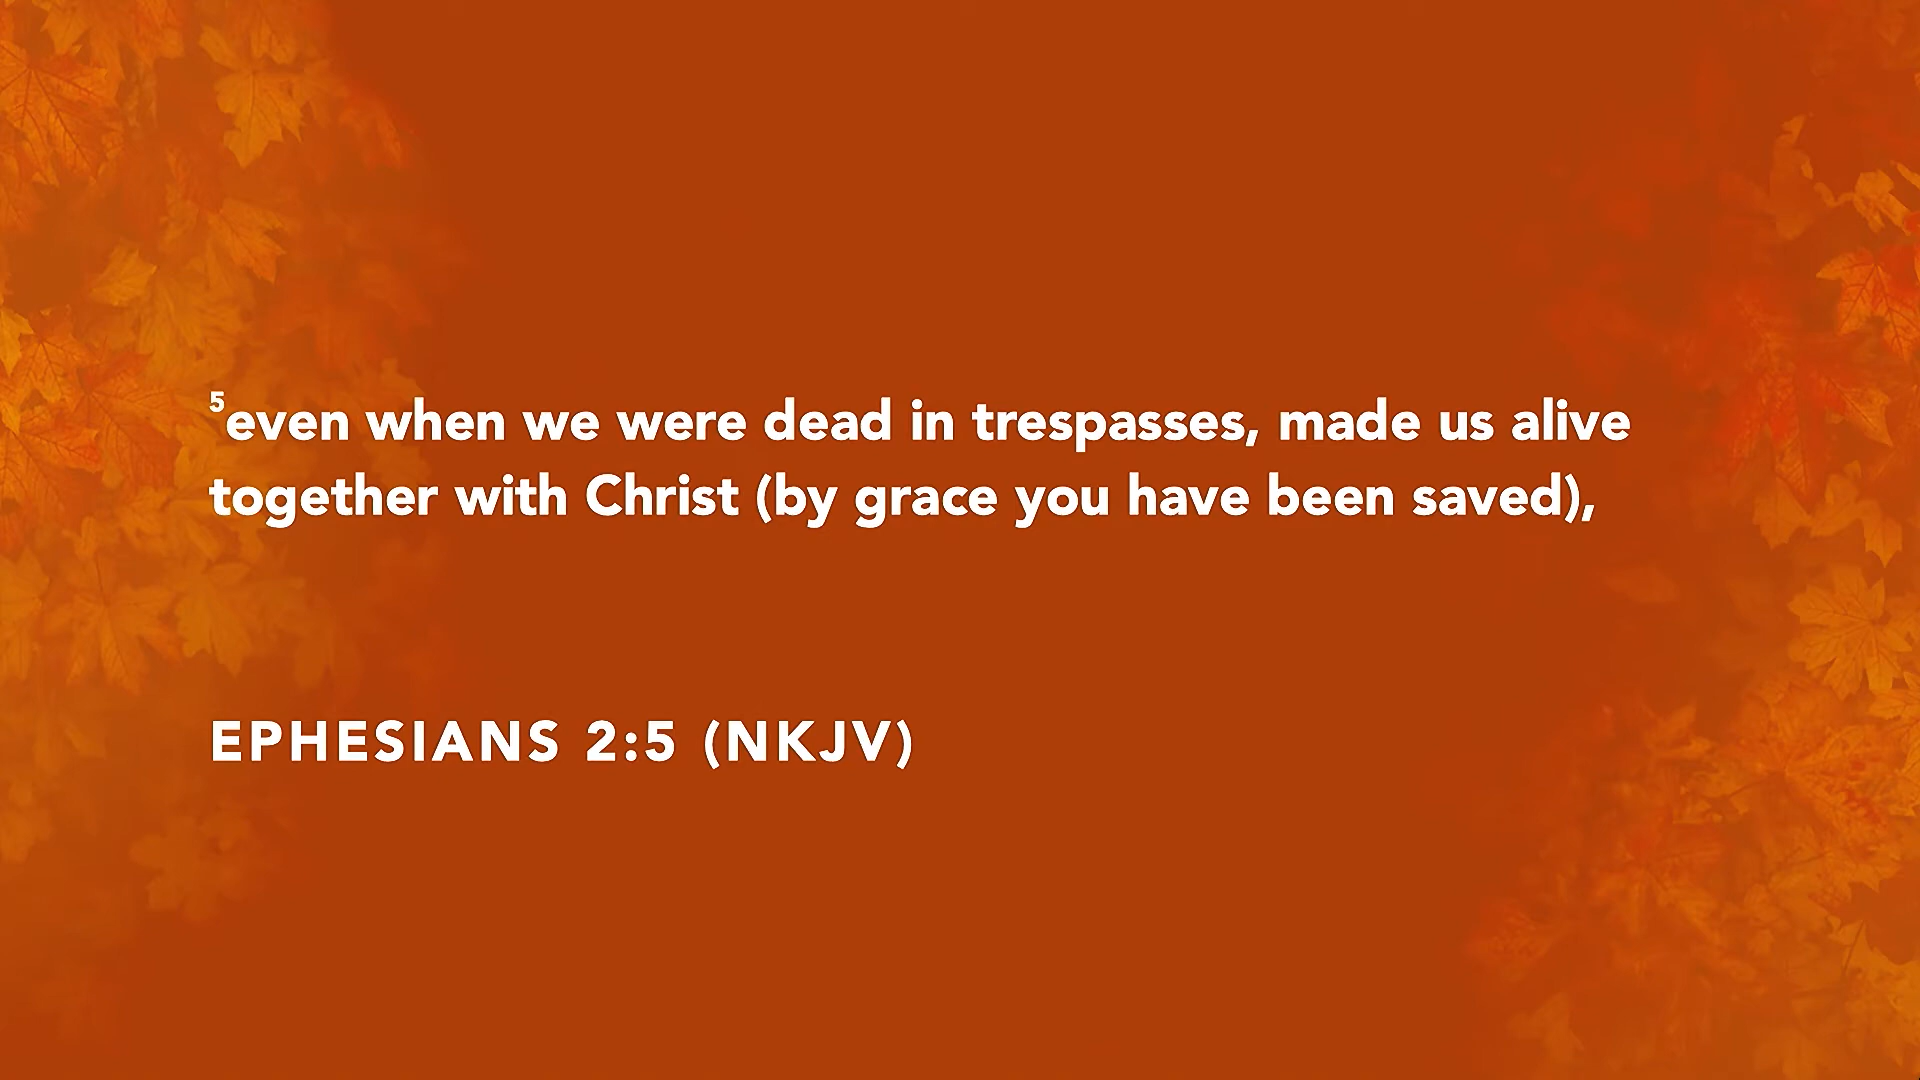 5even when we were dead in trespasses, made us alive
together with Christ (by grace you have been saved),
EPHESIANS 2:5 (NKJV)